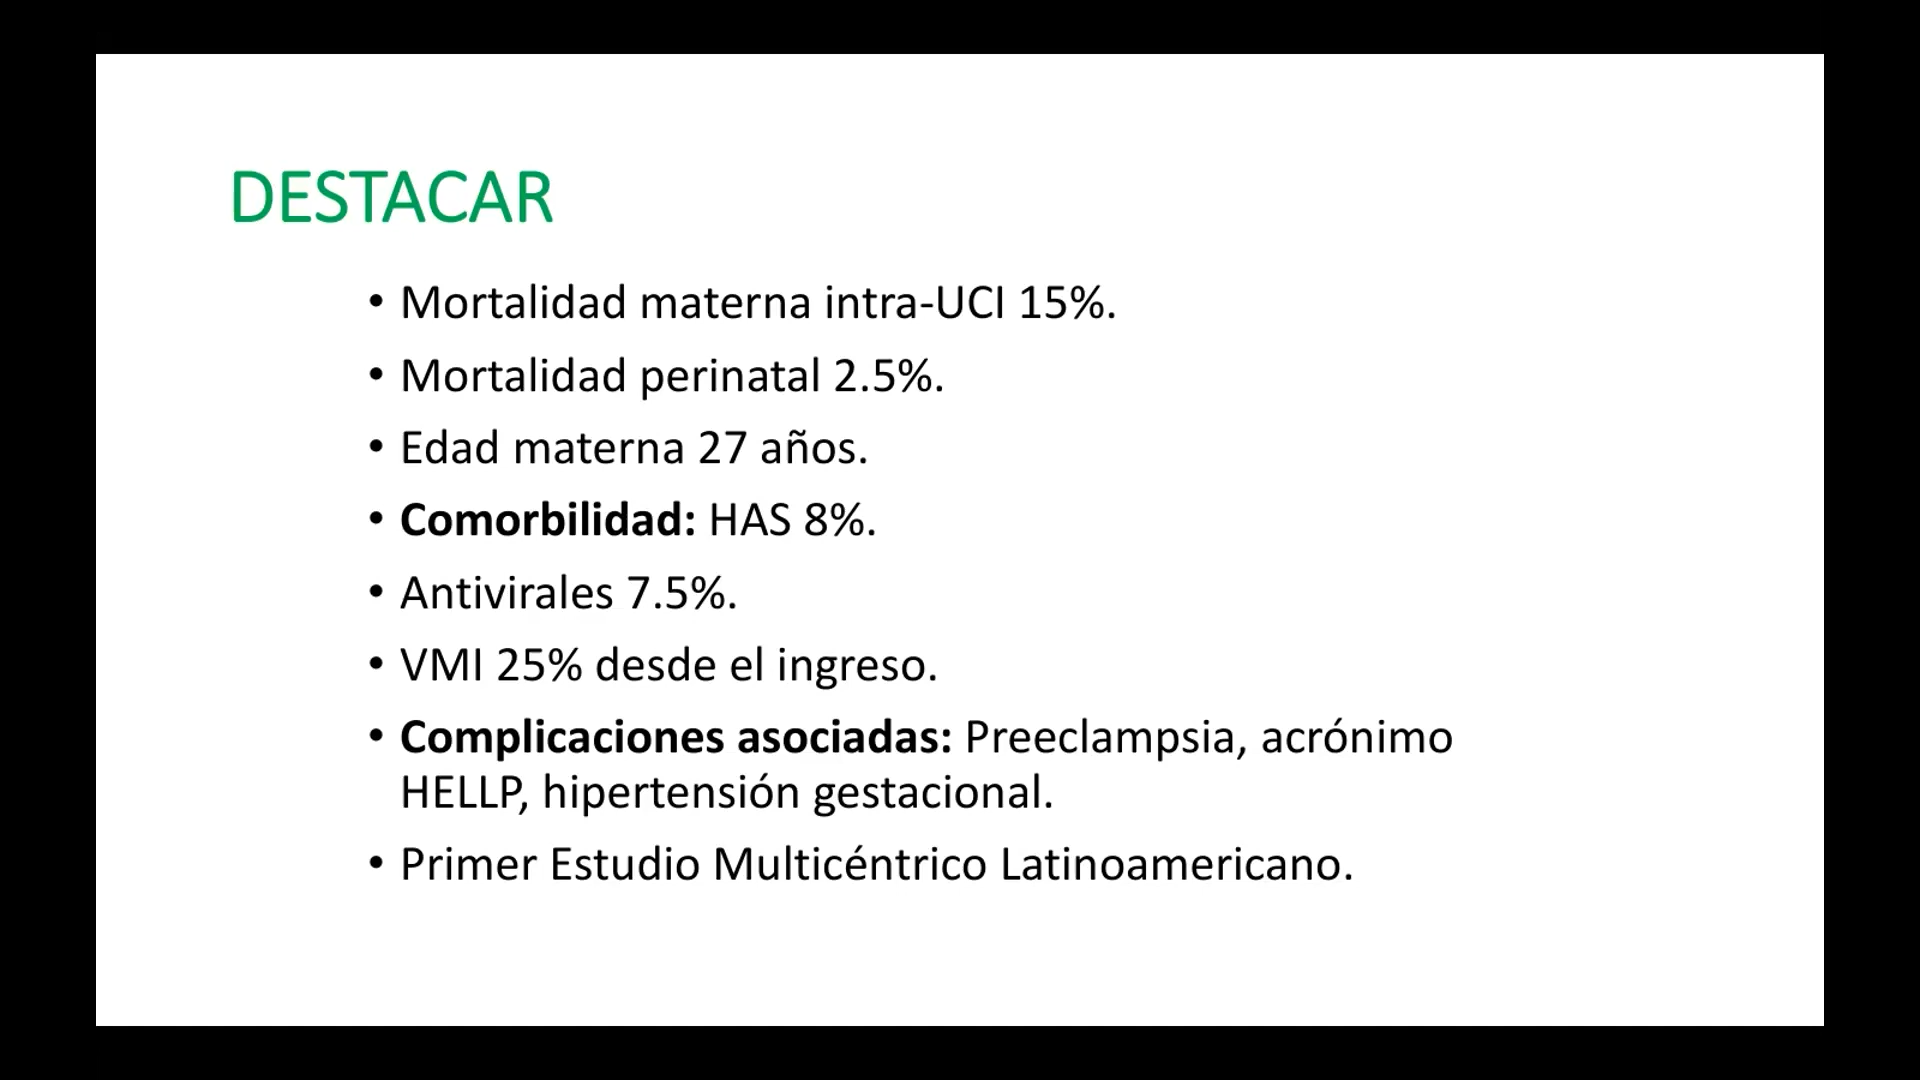 DESTACAR
• Mortalidad materna intra-UCI 15%.
• Mortalidad perinatal 2.5%.
• Edad materna 27 años.
• Comorbilidad: HAS 8%.
• Antivirales 7.5%.
• VMI 25% desde el ingreso.
• Complicaciones asociadas: Preeclampsia, acrónimo
HELLP, hipertensión gestacional.
• Primer Estudio Multicéntrico Latinoamericano.